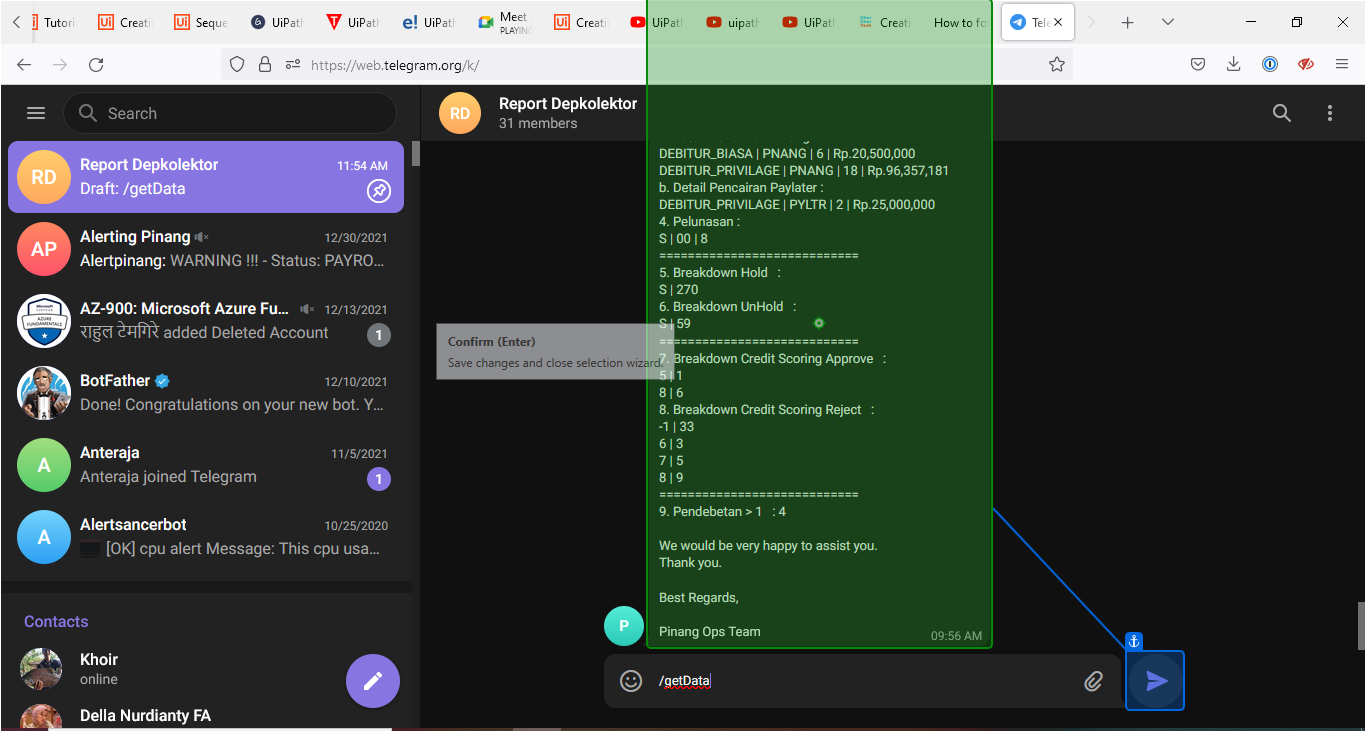 Tutori
Creati
Seque
UiPath
UiPath
UiPath
Meet
PLAYING
Creati
UiPath
uipath
UiPath
Creati
How to fo
Tele
https://web.telegram.org/k/
Search
RD
Report Depkolektor
11:54 AM
Draft: /getData
AP
Alerting Pinang
12/30/2021
Alertpinang: WARNING !!! - Status: PAYRO...
AZ-900: Microsoft Azure Fu...
12/13/2021
राहुल टेमगिरे added Deleted Account
1
BotFather
12/10/2021
Done! Congratulations on your new bot. Y...
A
Anteraja
11/5/2021
Anteraja joined Telegram
1
A
Alertsancerbot
10/25/2020
[OK] cpu alert Message: This cpu usa...
Contacts
Khoir
online
Della Nurdianty FA
RD
Report Depkolektor
31 members
DEBITUR_BIASA | PNANG | 6 | Rp.20,500,000
DEBITUR_PRIVILAGE | PNANG | 18 | Rp.96,357,181
b. Detail Pencairan Paylater :
DEBITUR_PRIVILAGE | PYLTR | 2 | Rp.25,000,000
4. Pelunasan :
S | 00 | 8
============================
5. Breakdown Hold :
S | 270
6. Breakdown UnHold :
S | 59
============================
7. Breakdown Credit Scoring Approve :
5 | 1
8 | 6
8. Breakdown Credit Scoring Reject :
-1 | 33
6 | 3
7 | 5
8 | 9
============================
9. Pendebetan > 1 : 4
We would be very happy to assist you.
Thank you.
Best Regards,
Pinang Ops Team
09:56 AM
Confirm (Enter)
Save changes and close selection wizard.
P
/getData